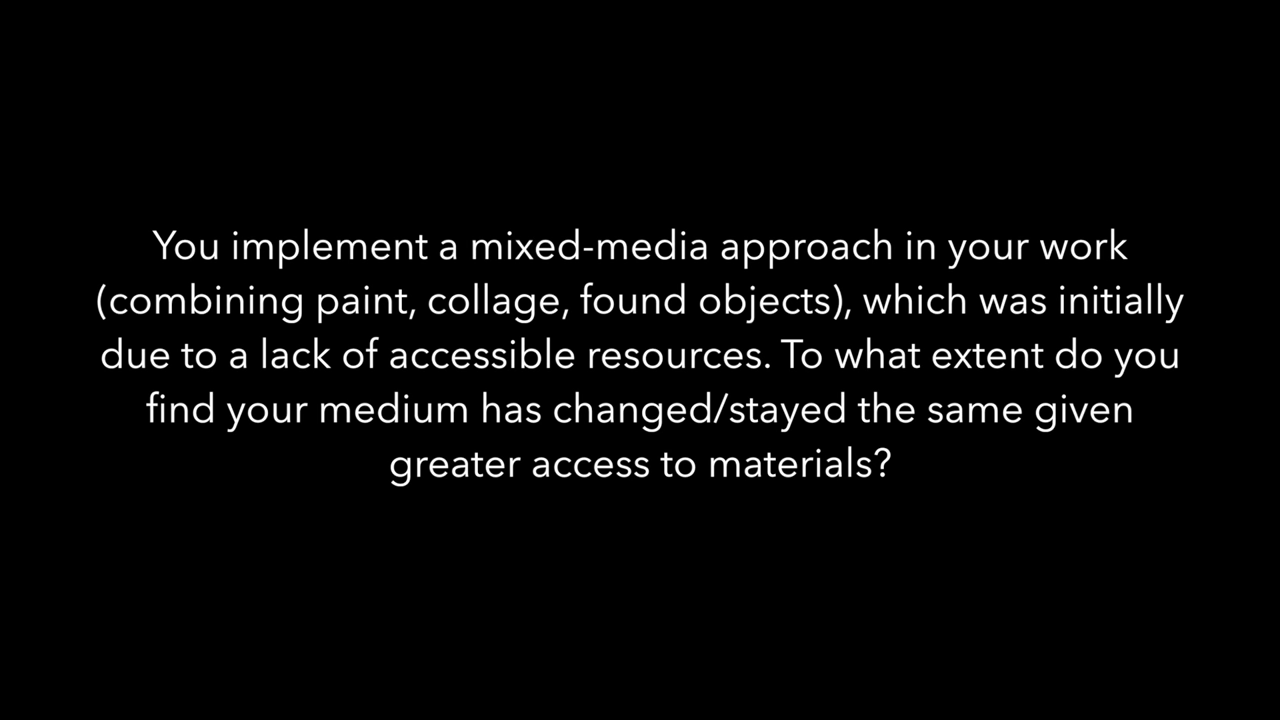 You implement a mixed-media approach in your work
(combining paint, collage, found objects), which was initially
due to a lack of accessible resources. To what extent do you
find your medium has changed/stayed the same given
greater access to materials?